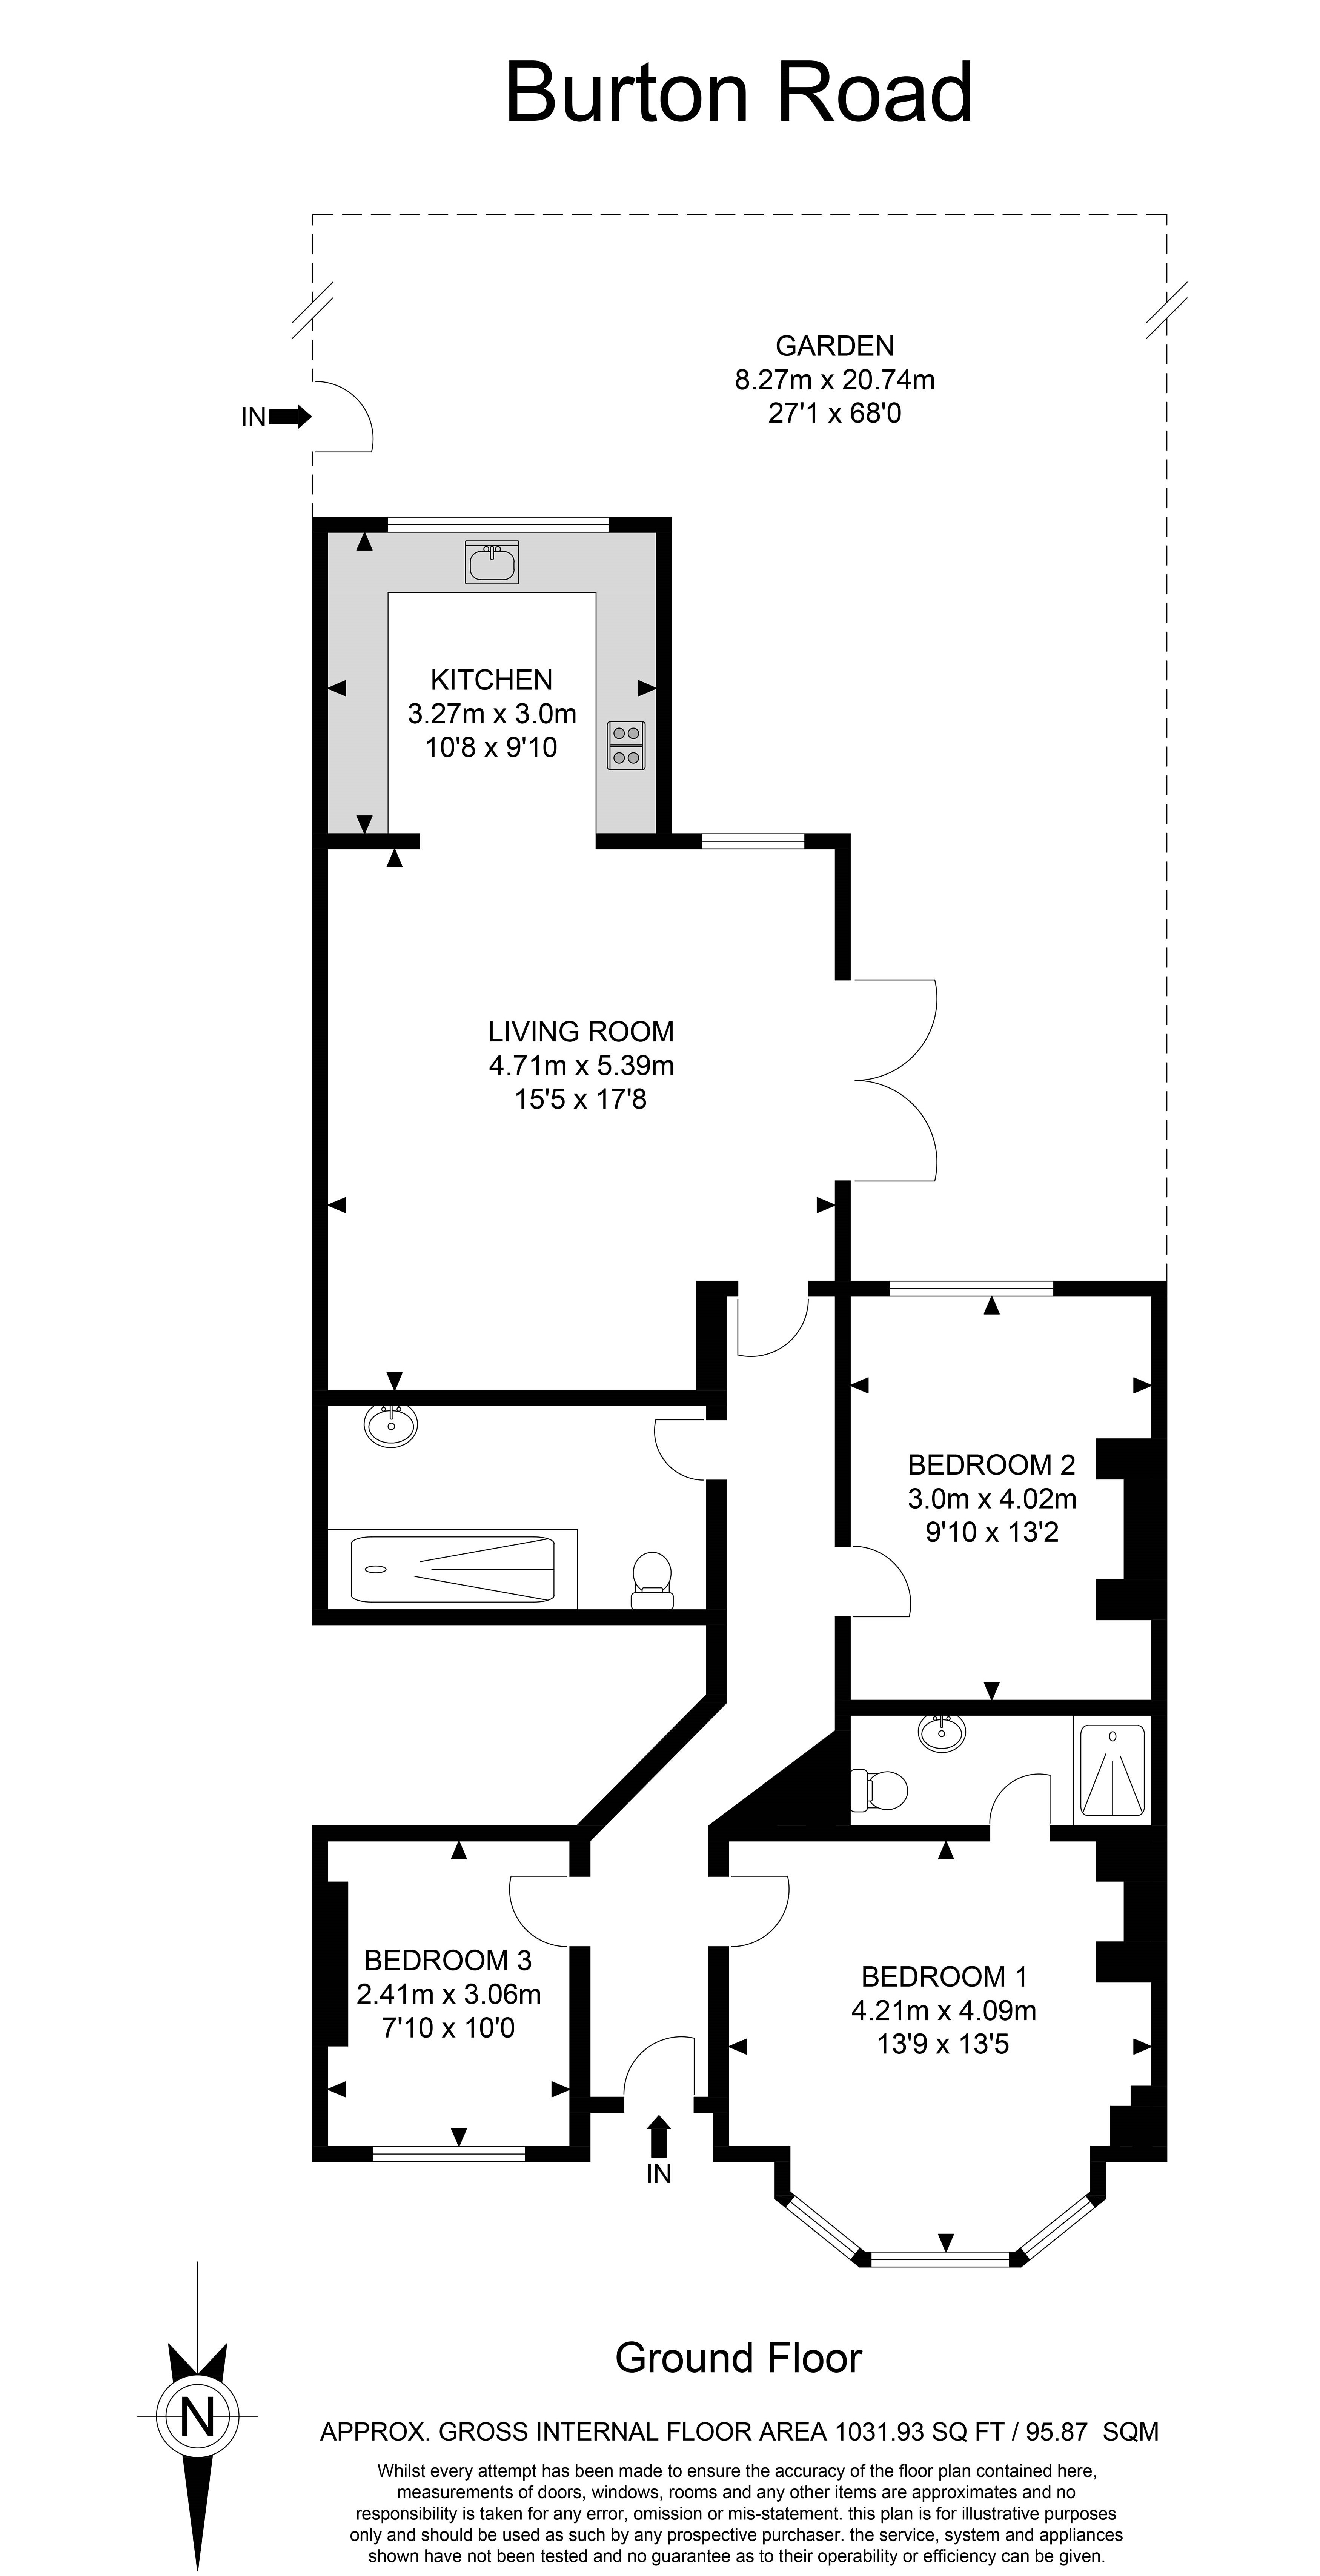 Burton Road
GARDEN
8.27m x 20.74m
27'1 x 68'0
IN
KITCHEN
3.27m x 3.0m
10'8 x 9'10
LIVING ROOM
4.71m x 5.39m
15'5 x 17'8
BEDROOM 2
3.0m x 4.02m
9'10 x 13'2
BEDROOM 3
2.41m x 3.06m
7'10 x 10'0
BEDROOM 1
4.21m x 4.09m
13'9 x 13'5
IN
Ground Floor
N
APPROX. GROSS INTERNAL FLOOR AREA 1031.93 SQ FT / 95.87 SQM
Whilst every attempt has been made to ensure the accuracy of the floor plan contained here,
measurements of doors, windows, rooms and any other items are approximates and no
responsibility is taken for any error, omission or mis-statement. this plan is for illustrative purposes
only and should be used as such by any prospective purchaser. the service, system and appliances
shown have not been tested and no guarantee as to their operability or efficiency can be given.